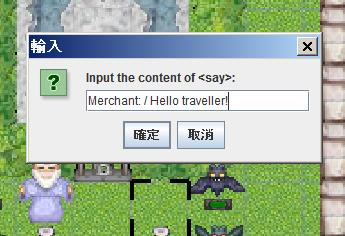 輸入
Input the content of <say>:
Merchant: / Hello traveller!
確定 取消